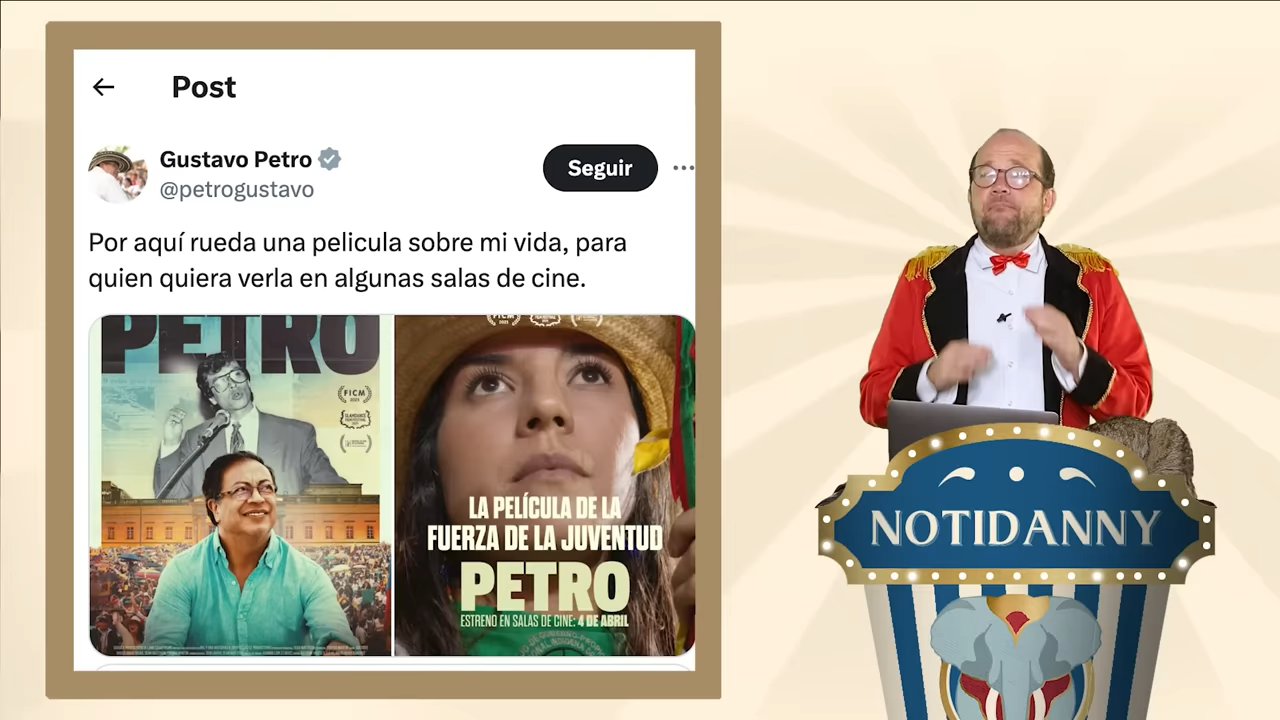 Post
Gustavo Petro
@petrogustavo
Seguir
Por aquí rueda una pelicula sobre mi vida, para
quien quiera verla en algunas salas de cine.
PETRO
FICM
LA PELÍCULA DE LA
FUERZA DE LA JUVENTUD
PETRO
ESTRENO EN SALAS DE CINE: 4 DE ABRIL
NOTIDANNY